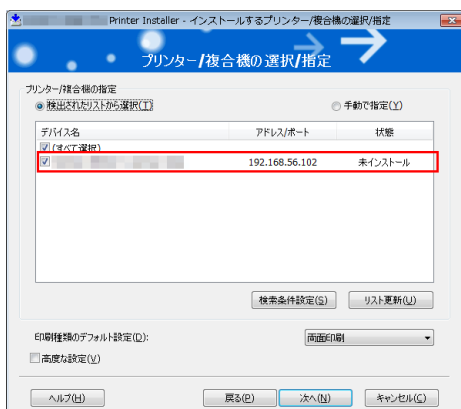 Printer Installer - インストールするプリンター/複合機の選択/指定
プリンター/複合機の選択/指定
プリンター/複合機の指定
検出されたリストから選択(T)
手動で指定(Y)
デバイス名 アドレス/ポート 状態
(すべて選択)
192.168.56.102 未インストール
検索条件設定(S) リスト更新(U)
印刷種類のデフォルト設定(D): 両面印刷
高度な設定(V)
ヘルプ(H) 戻る(P) 次へ(N) キャンセル(C)